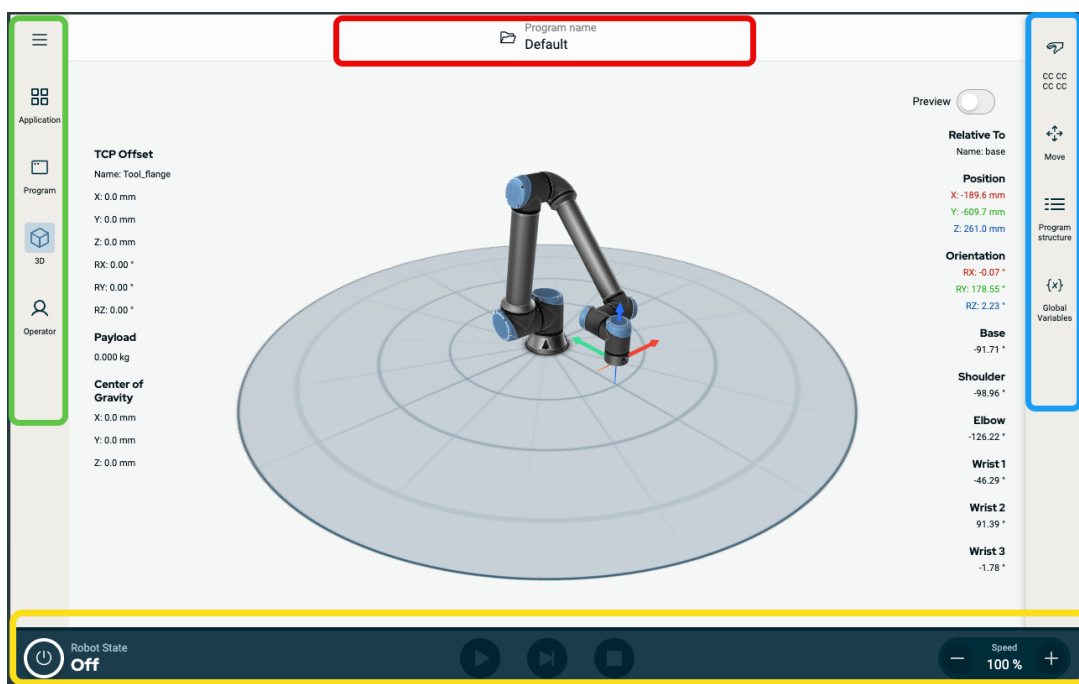 Program name
Default
Application
Program
3D
Operator
TCP Offset
Name: Tool_flange
X: 0.0 mm
Y: 0.0 mm
Z: 0.0 mm
RX: 0.00 °
RY: 0.00 °
RZ: 0.00 °
Payload
0.000 kg
Center of
Gravity
X: 0.0 mm
Y: 0.0 mm
Z: 0.0 mm
Preview
Relative To
Name: base
Position
X: -189.6 mm
Y: -609.7 mm
Z: 261.0 mm
Orientation
RX: -0.07 °
RY: 178.55 °
RZ: 2.23 °
Base
-91.71 °
Shoulder
-98.96 °
Elbow
-126.22 °
Wrist 1
-46.29 °
Wrist 2
91.39 °
Wrist 3
-1.78 °
CC CC
CC CC
Move
Program
structure
{x}
Global
Variables
Robot State
Off
Speed
100 %